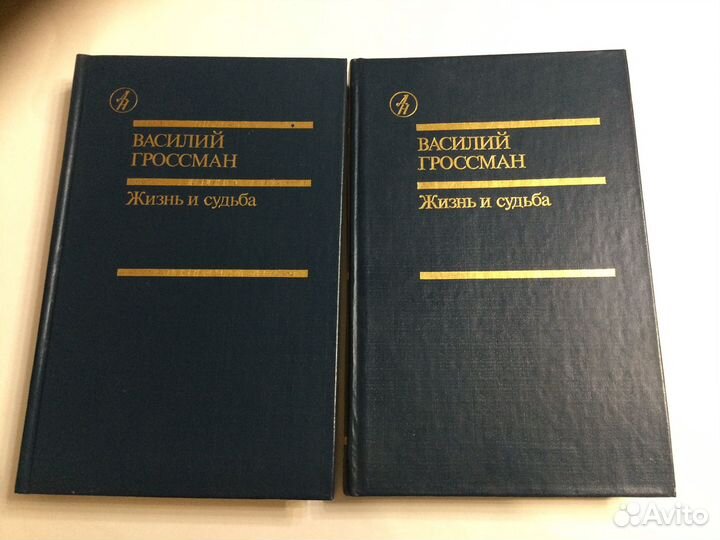 ВАСИЛИЙ
ГРОССМАН
Жизнь и судьба
ВАСИЛИЙ
ГРОССМАН
Жизнь и судьба
Avito